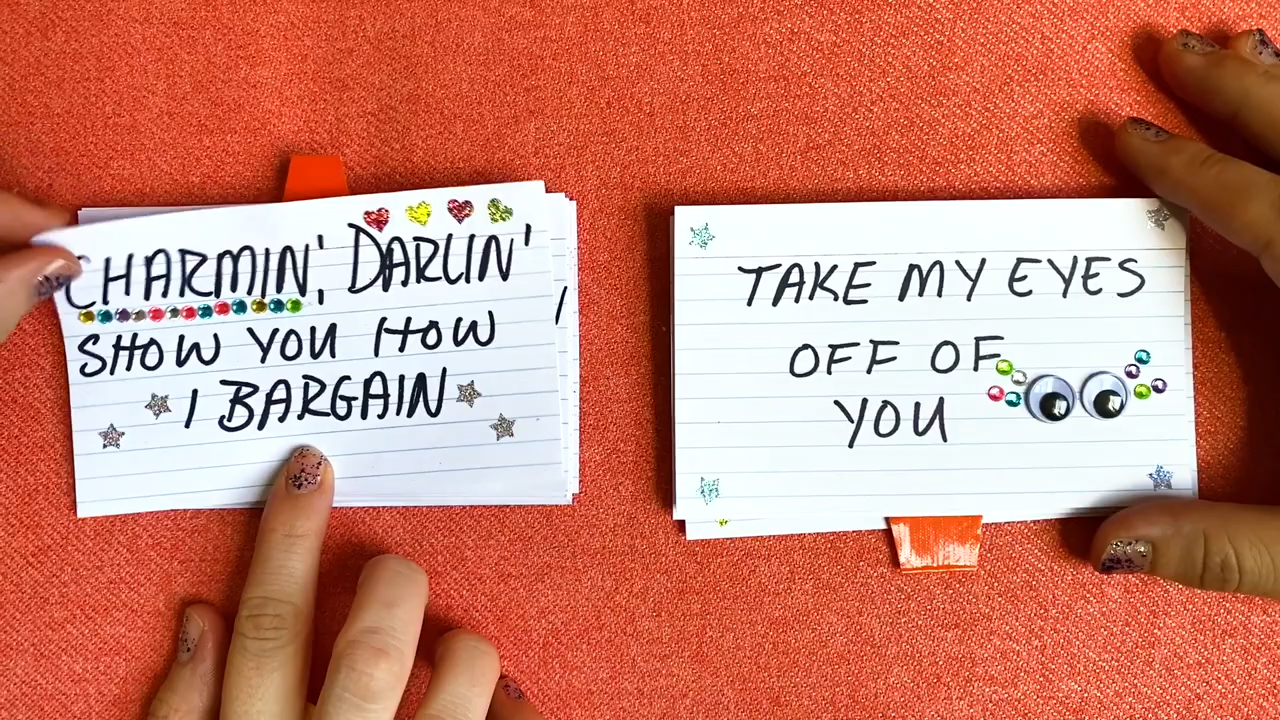 CHARMIN', DARLIN'
SHOW YOU HOW
I BARGAIN
TAKE MY EYES
OFF OF
YOU